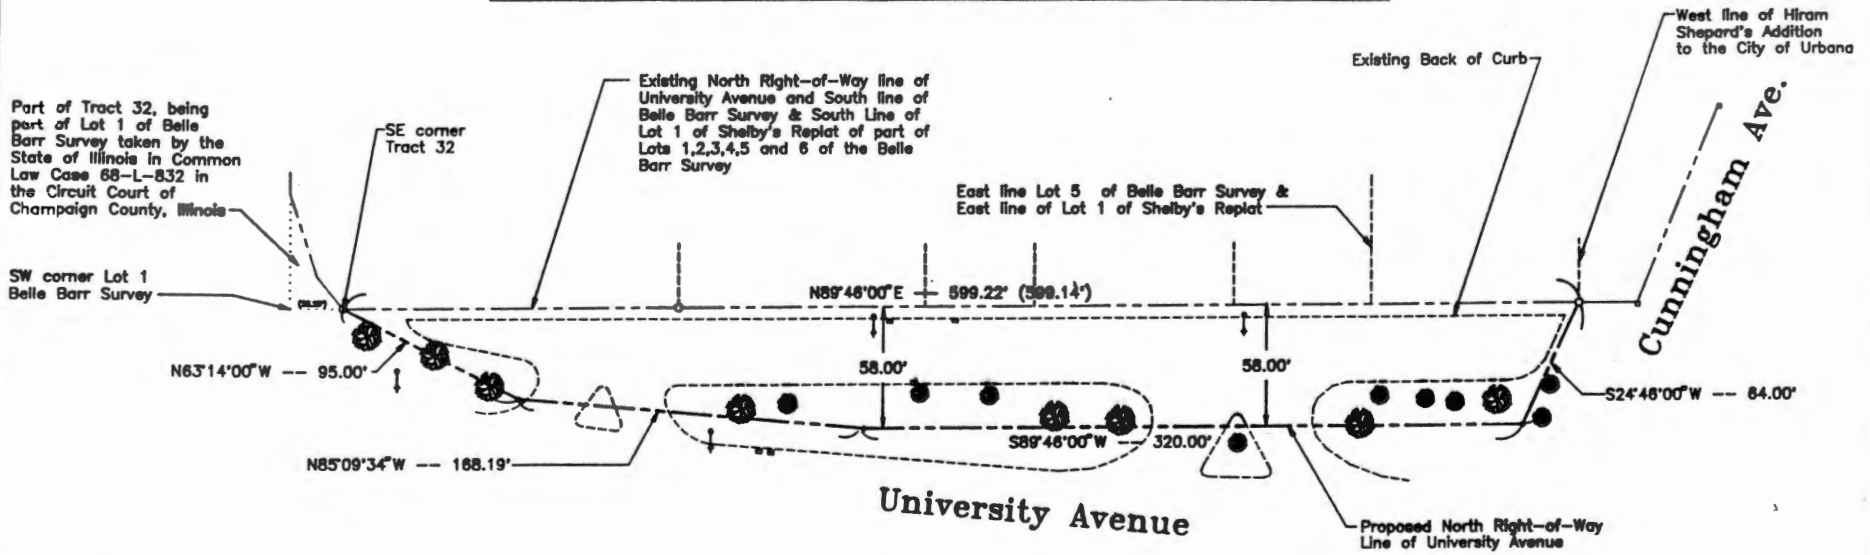 West line of Hiram
Shepard's Addition
to the City of Urbana
Existing Back of Curb
Existing North Right-of-Way line of
University Avenue and South line of
Belle Barr Survey & South Line of
Lot 1 of Shelby's Replat of part of
Lots 1,2,3,4,5 and 6 of the Belle
Barr Survey
Part of Tract 32, being
part of Lot 1 of Belle
Barr Survey taken by the
State of Illinois in Common
Law Case 68-L-832 in
the Circuit Court of
Champaign County, Illinois
SE corner
Tract 32
East line Lot 5 of Belle Barr Survey &
East line of Lot 1 of Shelby's Replat
Cunningham Ave.
SW corner Lot 1
Belle Barr Survey
N89°46'00"E -- 599.22' (599.14')
N63°14'00"W -- 95.00'
58.00'
58.00'
S24°46'00"W -- 64.00'
S89°46'00"W -- 320.00'
N85°09'34"W -- 168.19'
University Avenue
Proposed North Right-of-Way
Line of University Avenue